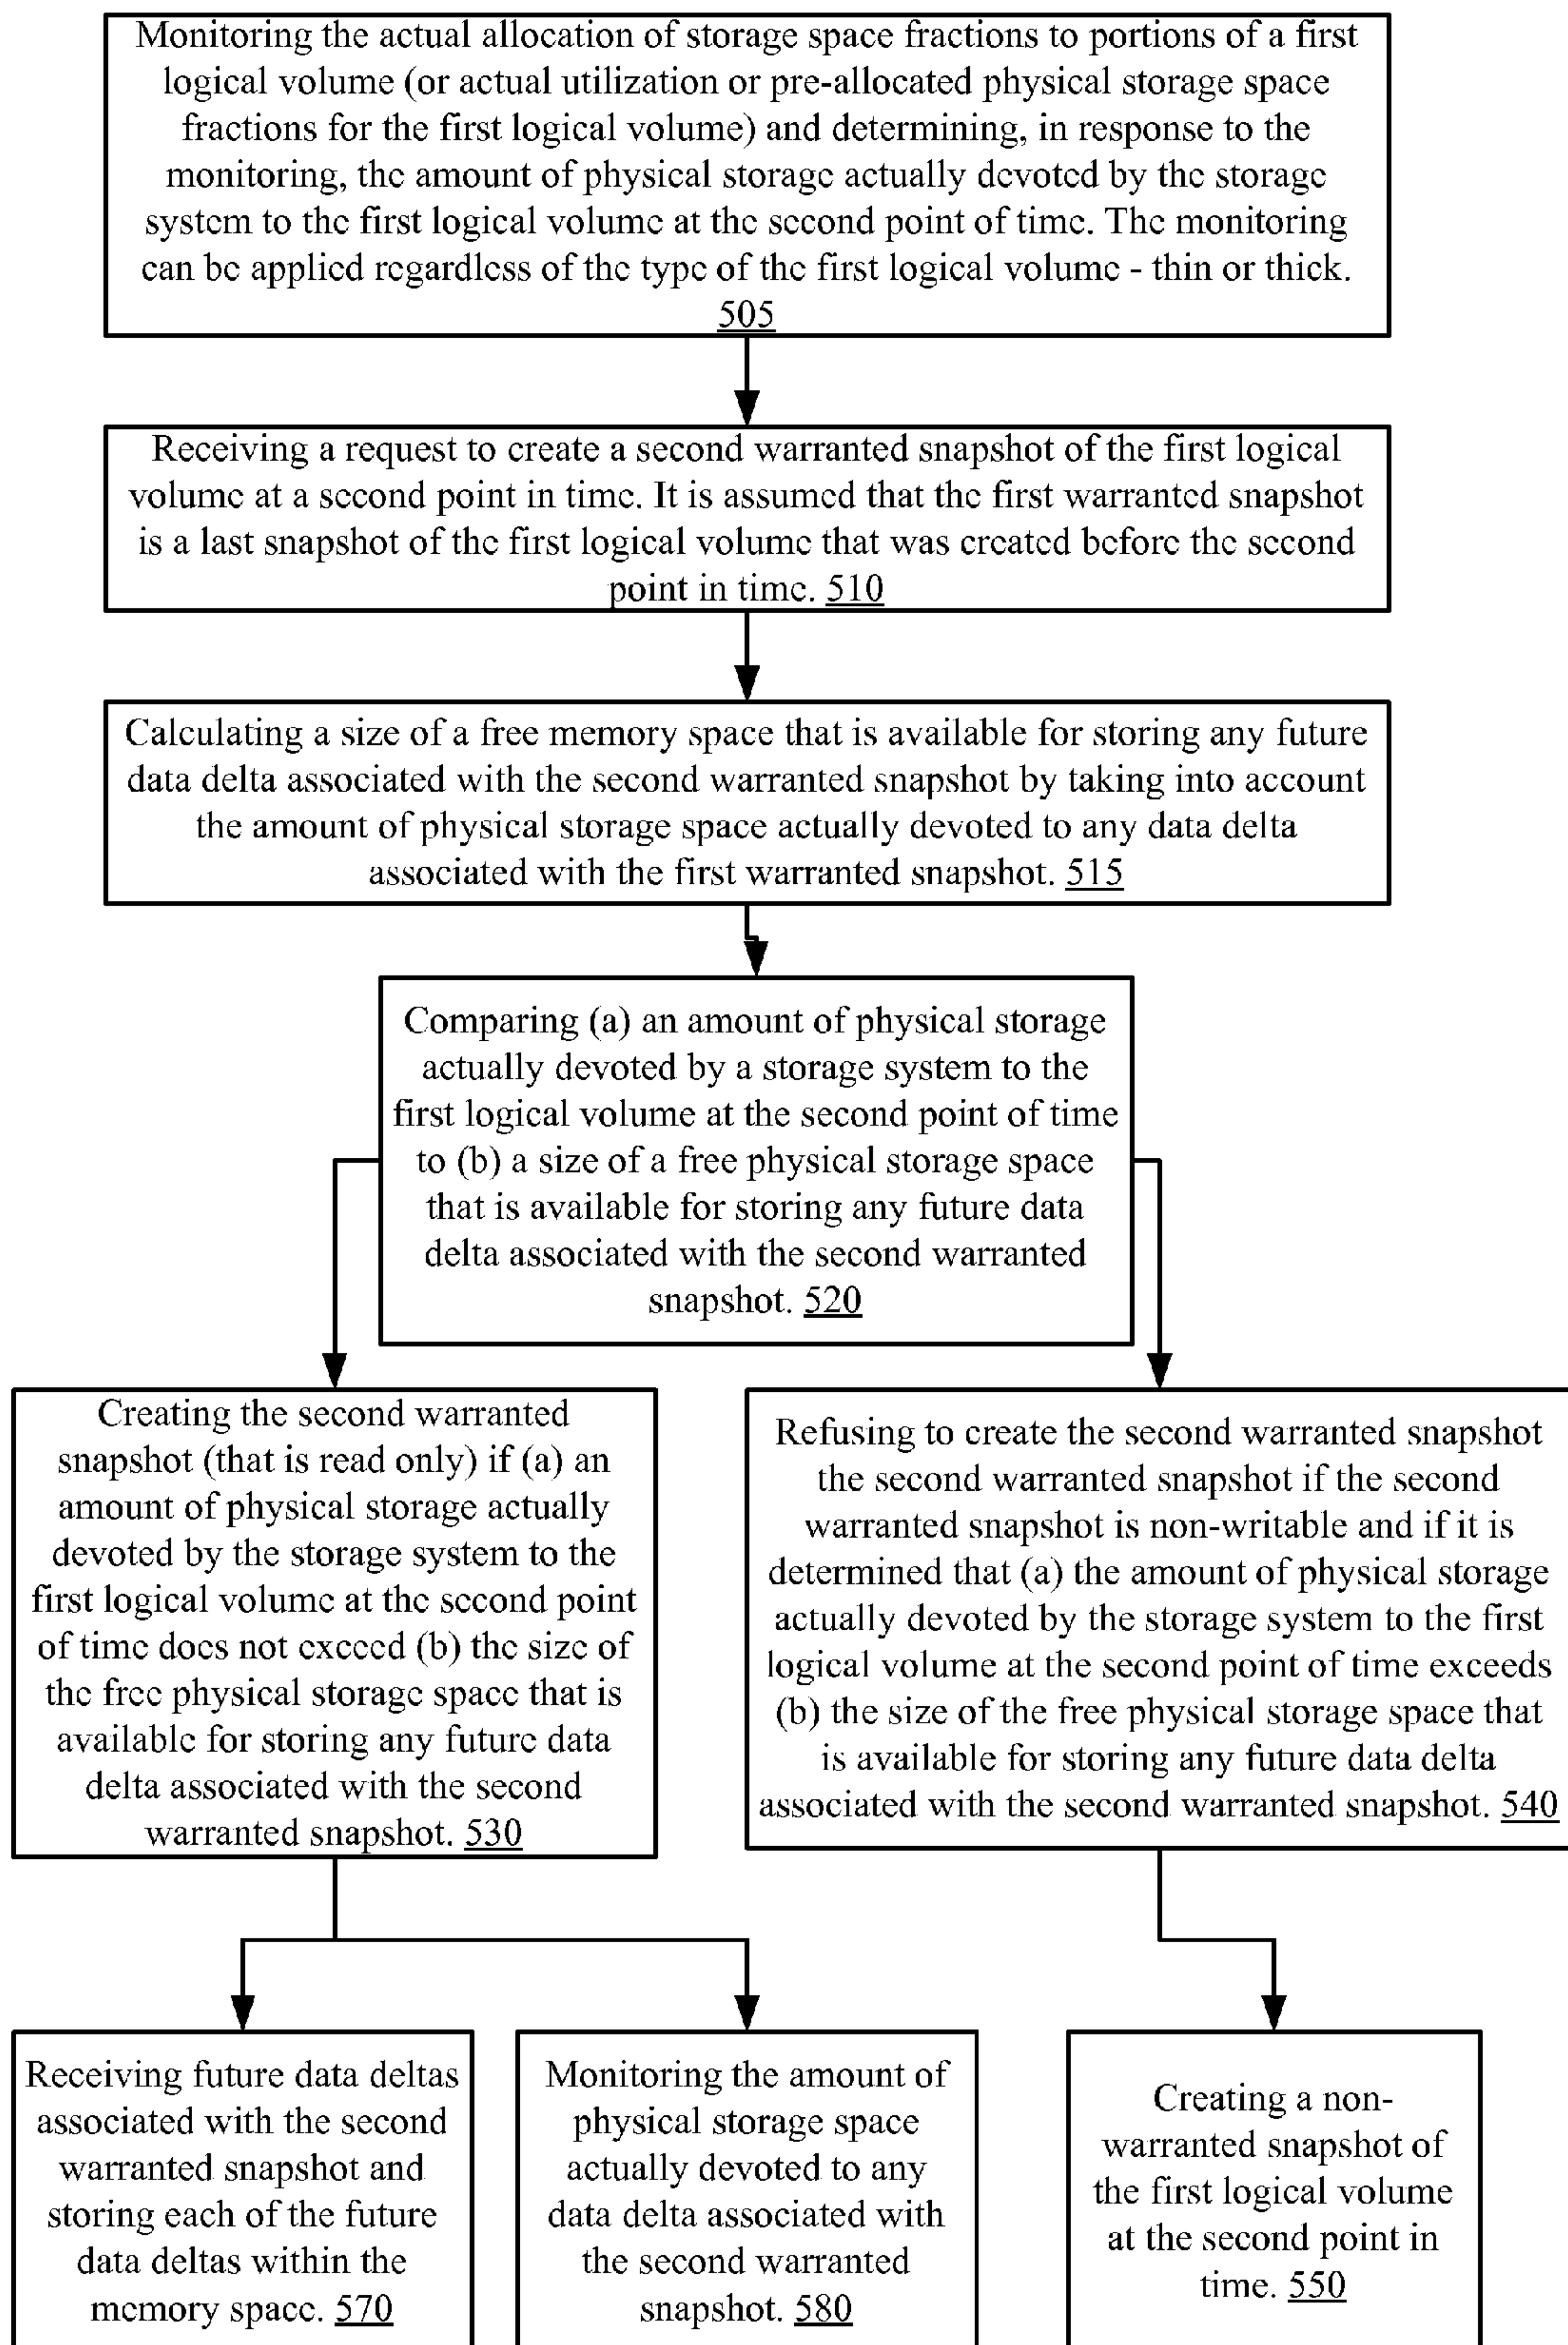 Monitoring the actual allocation of storage space fractions to portions of a first
logical volume (or actual utilization or pre-allocated physical storage space
fractions for the first logical volume) and determining, in response to the
monitoring, the amount of physical storage actually devoted by the storage
system to the first logical volume at the second point of time. The monitoring
can be applied regardless of the type of the first logical volume - thin or thick.
505
Receiving a request to create a second warranted snapshot of the first logical
volume at a second point in time. It is assumed that the first warranted snapshot
is a last snapshot of the first logical volume that was created before the second
point in time. 510
Calculating a size of a free memory space that is available for storing any future
data delta associated with the second warranted snapshot by taking into account
the amount of physical storage space actually devoted to any data delta
associated with the first warranted snapshot. 515
Comparing (a) an amount of physical storage
actually devoted by a storage system to the
first logical volume at the second point of time
to (b) a size of a free physical storage space
that is available for storing any future data
delta associated with the second warranted
snapshot. 520
Creating the second warranted
snapshot (that is read only) if (a) an
amount of physical storage actually
devoted by the storage system to the
first logical volume at the second point
of time does not exceed (b) the size of
the free physical storage space that is
available for storing any future data
delta associated with the second
warranted snapshot. 530
Refusing to create the second warranted snapshot
the second warranted snapshot if the second
warranted snapshot is non-writable and if it is
determined that (a) the amount of physical storage
actually devoted by the storage system to the first
logical volume at the second point of time exceeds
(b) the size of the free physical storage space that
is available for storing any future data delta
associated with the second warranted snapshot. 540
Receiving future data deltas
associated with the second
warranted snapshot and
storing each of the future
data deltas within the
memory space. 570
Monitoring the amount of
physical storage space
actually devoted to any
data delta associated with
the second warranted
snapshot. 580
Creating a non-
warranted snapshot of
the first logical volume
at the second point in
time. 550